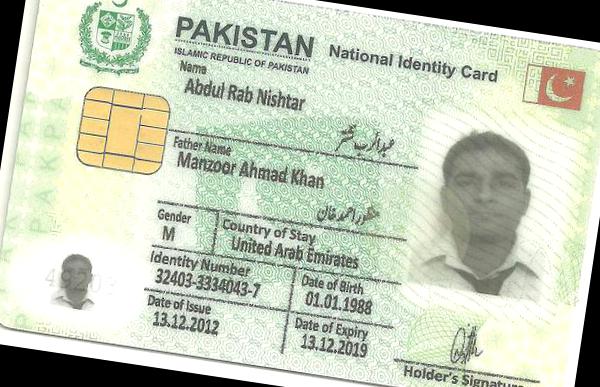 PAKISTAN National Identity Card
ISLAMIC REPUBLIC OF PAKISTAN
Name
Abdul Rab Nishtar
عبدالرب نشتر
Father Name
Manzoor Ahmad Khan
منظور احمد خان
Gender
M
Country of Stay
United Arab Emirates
Identity Number
32403-3334043-7
Date of Birth
01.01.1988
Date of Issue
13.12.2012
Date of Expiry
13.12.2019
Holder's Signature